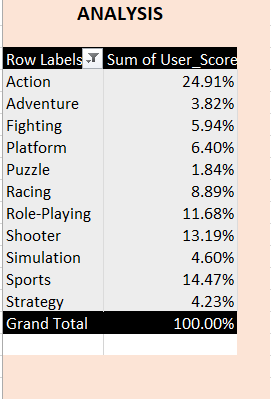 ANALYSIS
Row Labels Sum of User_Score
Action 24.91%
Adventure 3.82%
Fighting 5.94%
Platform 6.40%
Puzzle 1.84%
Racing 8.89%
Role-Playing 11.68%
Shooter 13.19%
Simulation 4.60%
Sports 14.47%
Strategy 4.23%
Grand Total 100.00%